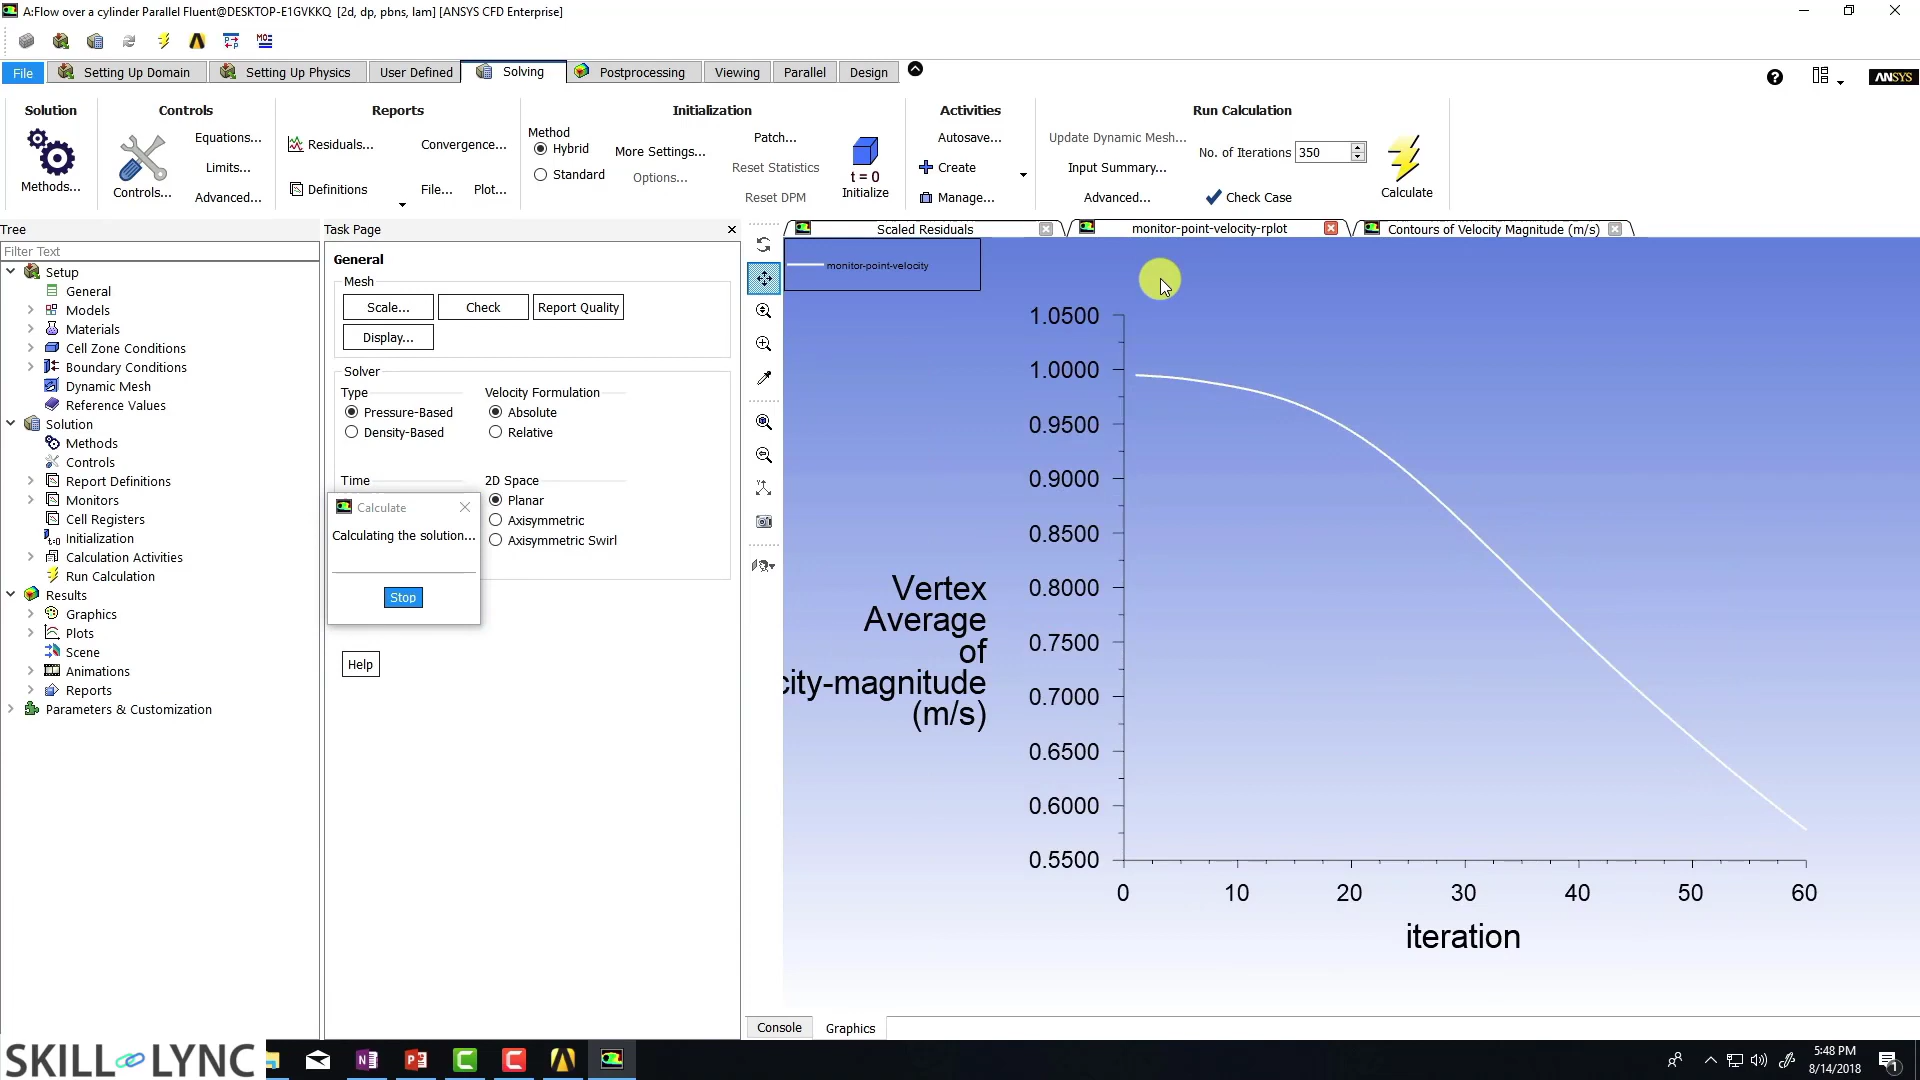 A:Flow over a cylinder Parallel Fluent@DESKTOP-E1GVKKQ [2d, dp, pbns, lam] [ANSYS CFD Enterprise]
File
Setting Up Domain
Setting Up Physics
User Defined
Solving
Postprocessing
Viewing
Parallel
Design
ANSYS
Solution
Methods...
Controls
Controls...
Equations...
Limits...
Advanced...
Reports
Residuals...
Convergence...
Definitions
File...
Plot...
Initialization
Method
Hybrid
Standard
More Settings...
Options...
Patch...
Reset Statistics
Reset DPM
t = 0
Initialize
Activities
Autosave...
Create
Manage...
Run Calculation
Update Dynamic Mesh...
Input Summary...
Advanced...
No. of Iterations 350
Check Case
Calculate
Tree
Filter Text
Setup
General
Models
Materials
Cell Zone Conditions
Boundary Conditions
Dynamic Mesh
Reference Values
Solution
Methods
Controls
Report Definitions
Monitors
Cell Registers
Initialization
Calculation Activities
Run Calculation
Results
Graphics
Plots
Scene
Animations
Reports
Parameters & Customization
Task Page
General
Mesh
Scale...
Check
Report Quality
Display...
Solver
Type
Pressure-Based
Density-Based
Velocity Formulation
Absolute
Relative
Time
2D Space
Planar
Axisymmetric
Axisymmetric Swirl
Calculate
Calculating the solution...
Stop
Help
Scaled Residuals
monitor-point-velocity-rplot
Contours of Velocity Magnitude (m/s)
monitor-point-velocity
1.0500
1.0000
0.9500
0.9000
0.8500
0.8000
0.7500
0.7000
0.6500
0.6000
0.5500
Vertex
Average
of
city-magnitude
(m/s)
0 10 20 30 40 50 60
iteration
Console
Graphics
SKILL LYNC
5:48 PM
8/14/2018
1